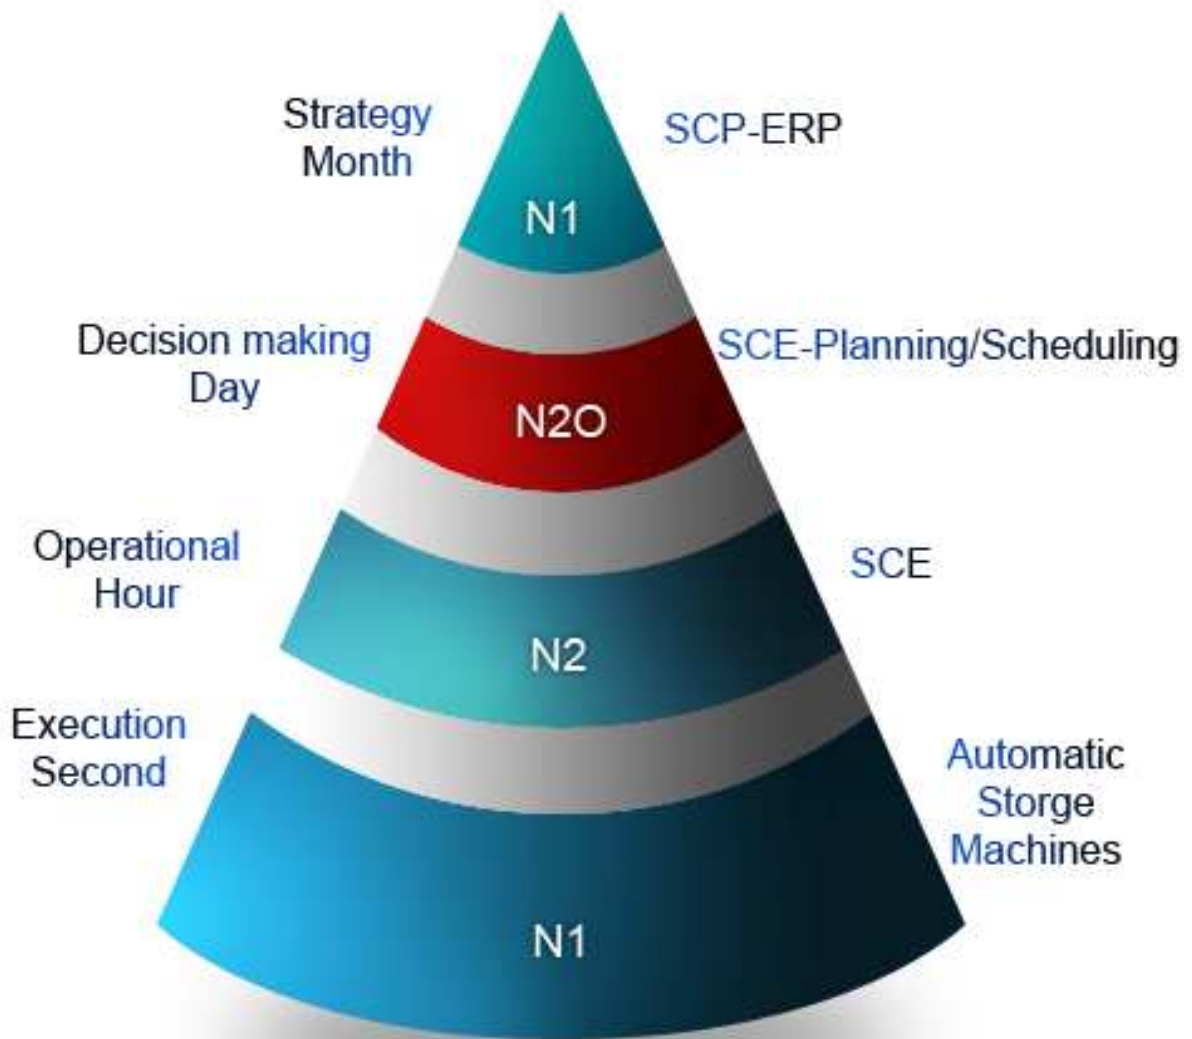 Strategy
Month
SCP-ERP
N1
Decision making
Day
SCE-Planning/Scheduling
N2O
Operational
Hour
SCE
N2
Execution
Second
Automatic
Storge
Machines
N1